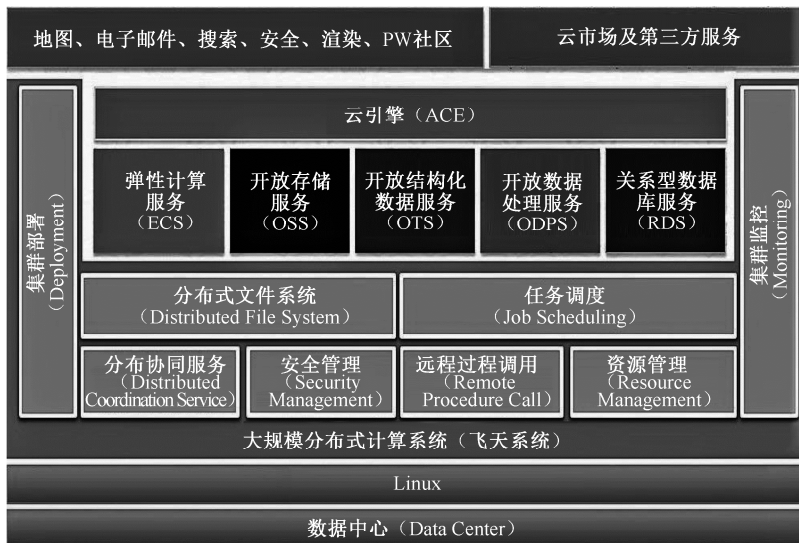 地图、电子邮件、搜索、安全、渲染、PW社区
云市场及第三方服务
集群部署
（Deployment）
云引擎（ACE）
弹性计算
服务
（ECS）
开放存储
服务
（OSS）
开放结构化
数据服务
（OTS）
开放数据
处理服务
（ODPS）
关系型数据
库服务
（RDS）
集群监控
（Monitoring）
分布式文件系统
（Distributed File System）
任务调度
（Job Scheduling）
分布协同服务
（Distributed
Coordination Service）
安全管理
（Security
Management）
远程过程调用
（Remote
Procedure Call）
资源管理
（Resource
Management）
大规模分布式计算系统（飞天系统）
Linux
数据中心（Data Center）